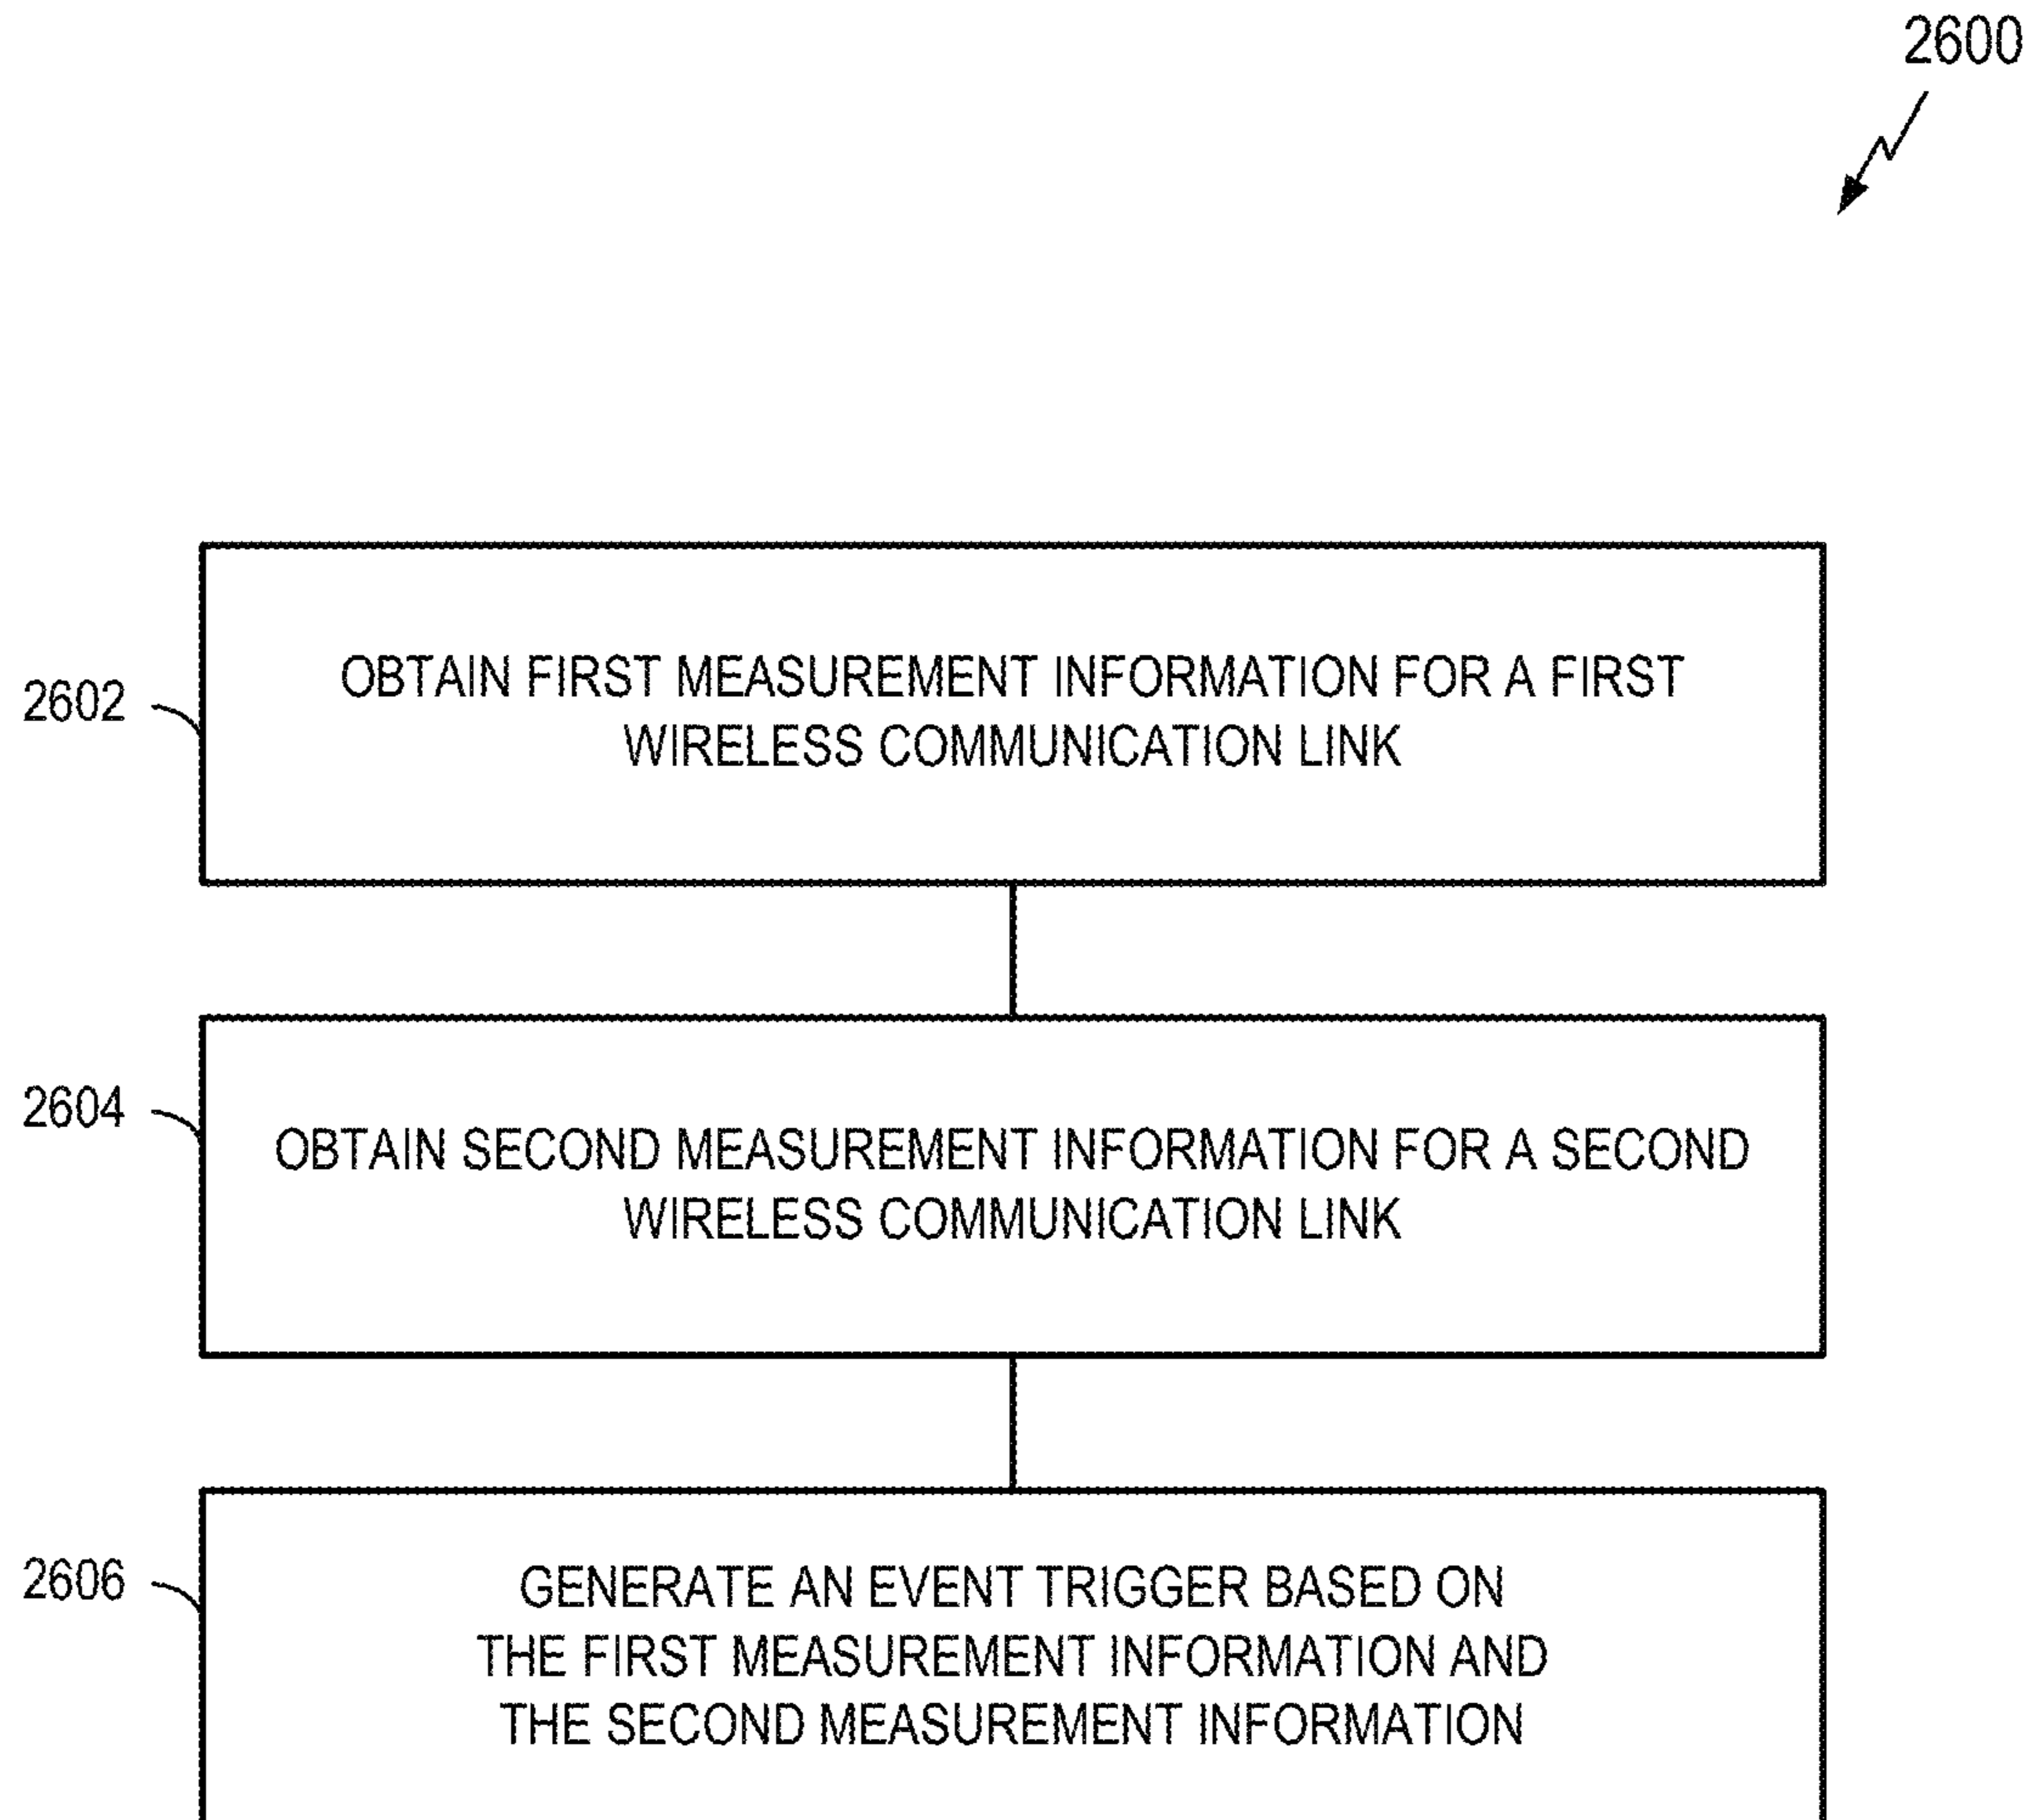 2600
2602
OBTAIN FIRST MEASUREMENT INFORMATION FOR A FIRST
WIRELESS COMMUNICATION LINK
2604
OBTAIN SECOND MEASUREMENT INFORMATION FOR A SECOND
WIRELESS COMMUNICATION LINK
2606
GENERATE AN EVENT TRIGGER BASED ON
THE FIRST MEASUREMENT INFORMATION AND
THE SECOND MEASUREMENT INFORMATION